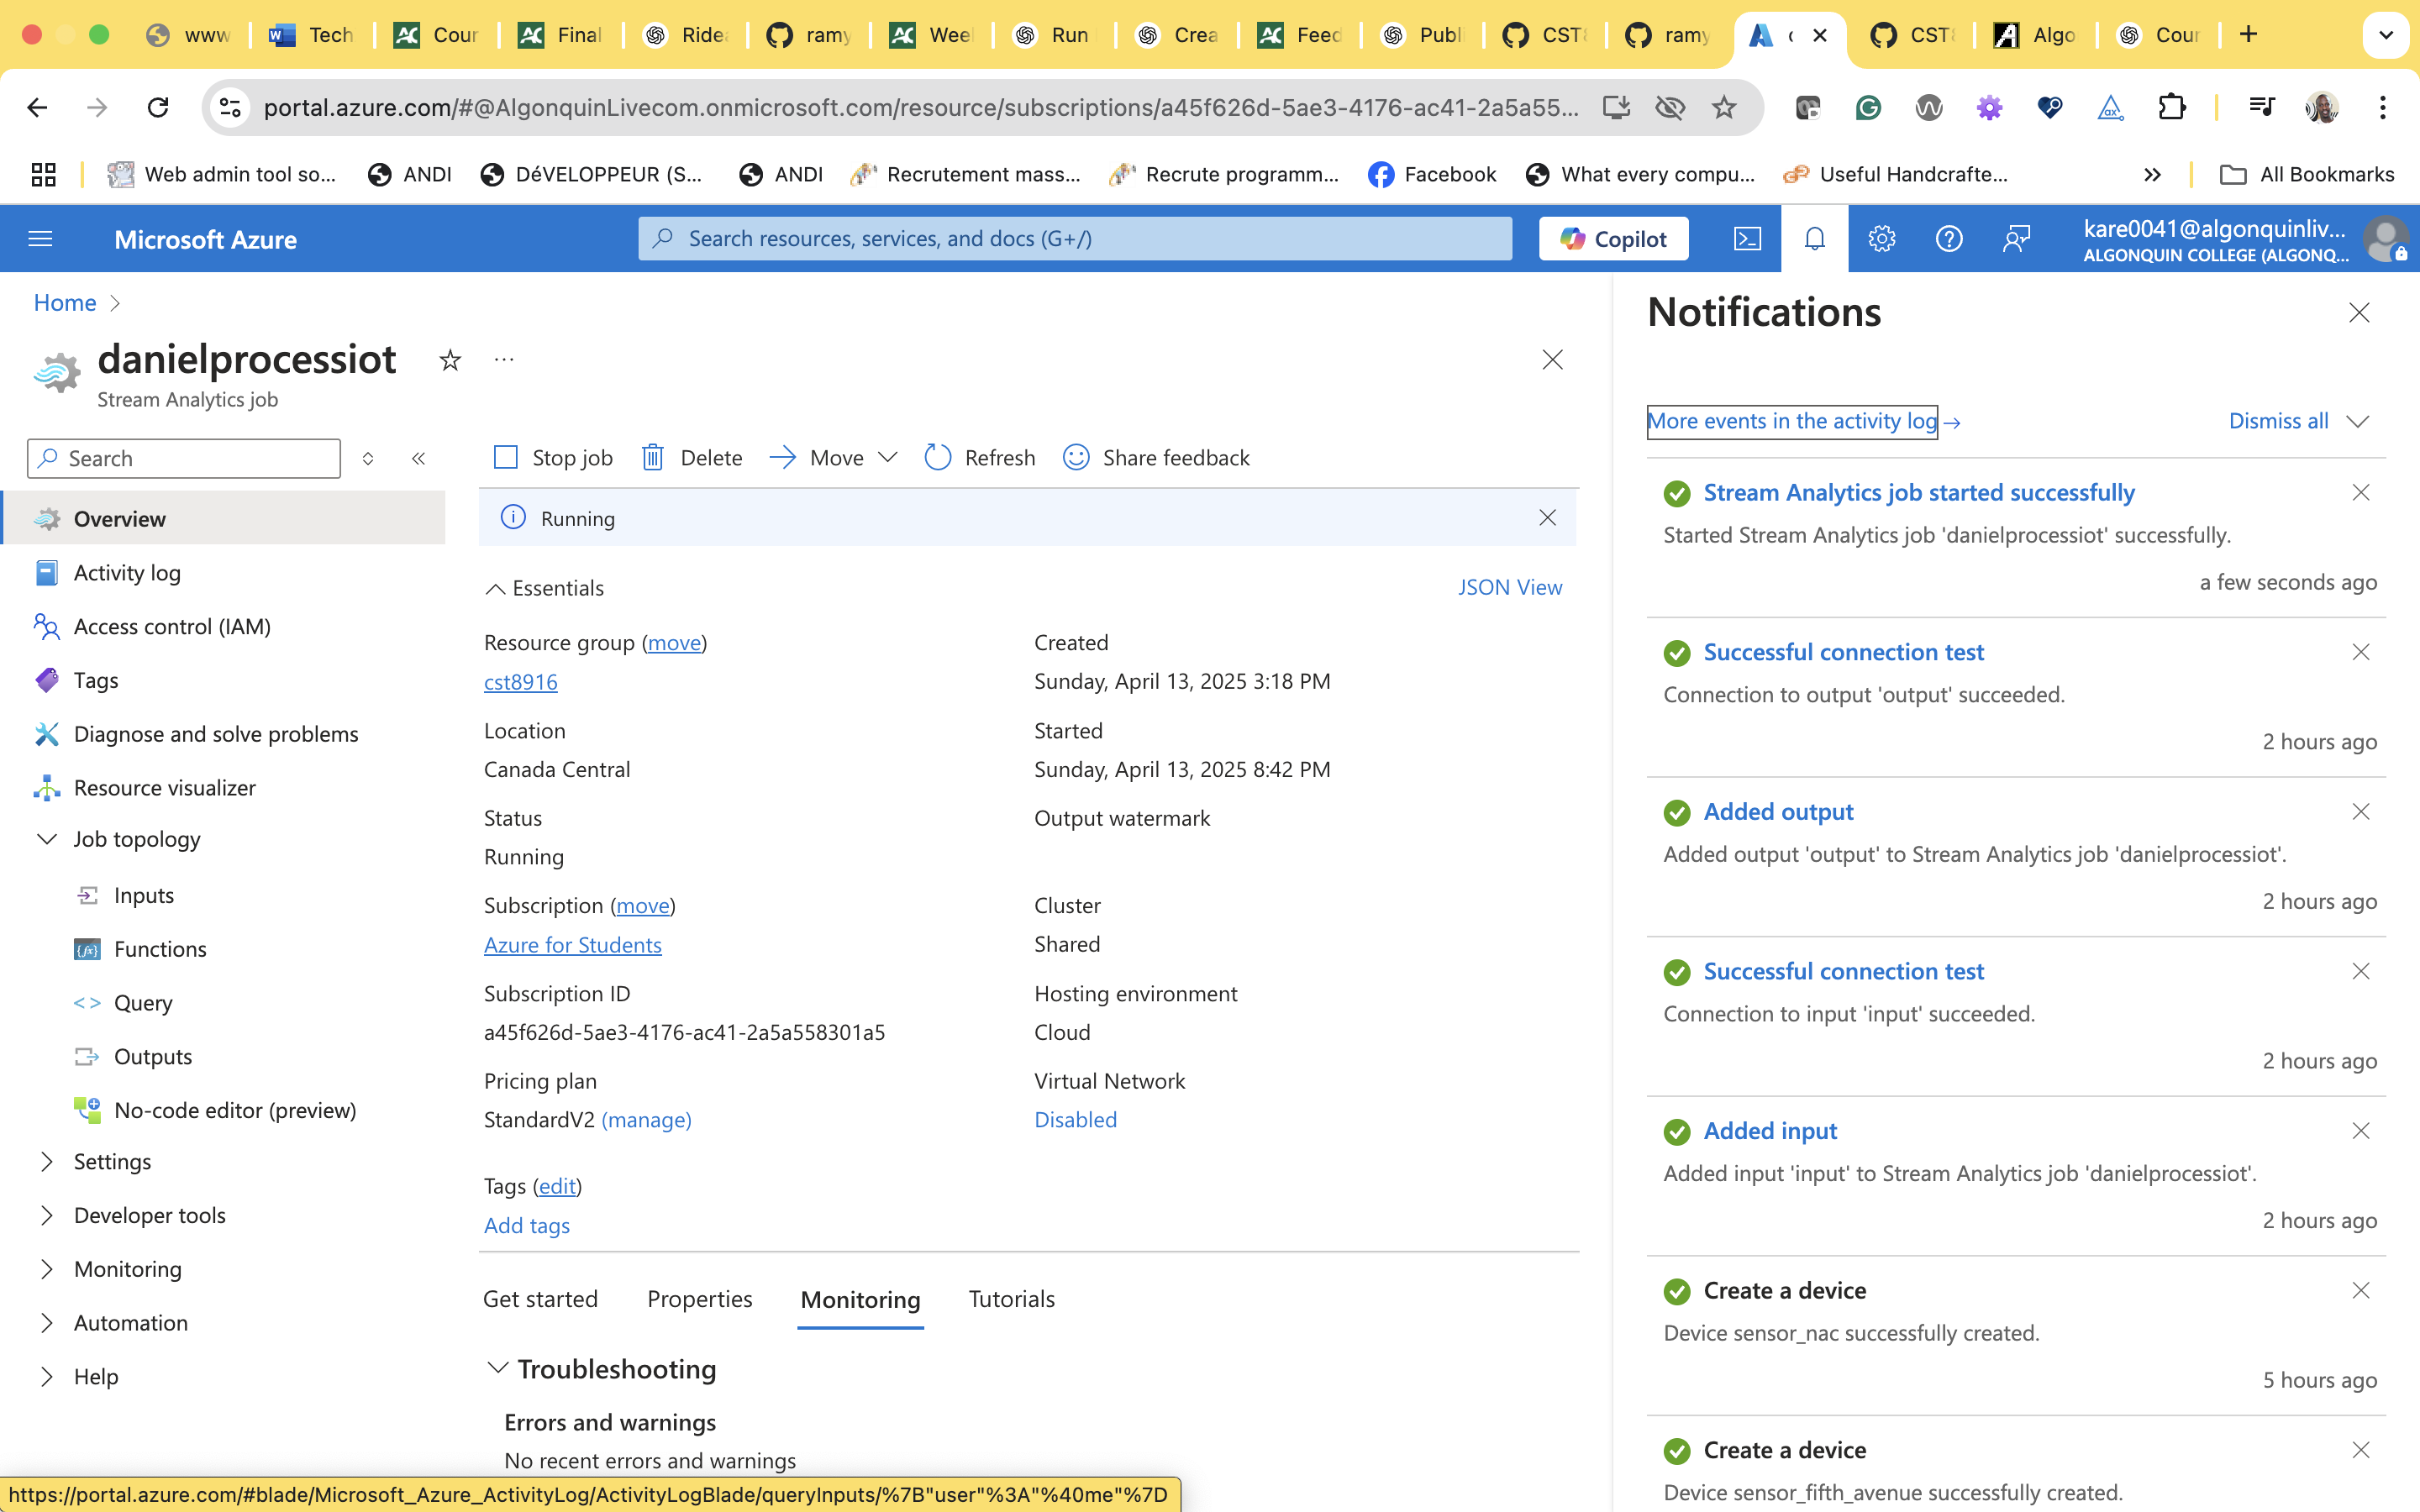 www
Tech
Cour
Final
Ridea
ramy
Weel
Run
Crea
Feed
Publi
CST8
ramy
CST8
Algo
Cour
portal.azure.com/#@AlgonquinLivecom.onmicrosoft.com/resource/subscriptions/a45f626d-5ae3-4176-ac41-2a5a55...
Web admin tool so...
ANDI
DéVELOPPEUR (S...
ANDI
Recrutement mass...
Recrute programm...
Facebook
What every compu...
Useful Handcrafte...
All Bookmarks
Microsoft Azure
Search resources, services, and docs (G+/)
Copilot
kare0041@algonquinliv...
ALGONQUIN COLLEGE (ALGONQ...
Home
danielprocessiot
Stream Analytics job
Search
Overview
Activity log
Access control (IAM)
Tags
Diagnose and solve problems
Resource visualizer
Job topology
Inputs
Functions
Query
Outputs
No-code editor (preview)
Settings
Developer tools
Monitoring
Automation
Help
Stop job
Delete
Move
Refresh
Share feedback
Running
Essentials
JSON View
Resource group (move)
cst8916
Location
Canada Central
Status
Running
Subscription (move)
Azure for Students
Subscription ID
a45f626d-5ae3-4176-ac41-2a5a558301a5
Pricing plan
StandardV2 (manage)
Created
Sunday, April 13, 2025 3:18 PM
Started
Sunday, April 13, 2025 8:42 PM
Output watermark
Cluster
Shared
Hosting environment
Cloud
Virtual Network
Disabled
Tags (edit)
Add tags
Get started
Properties
Monitoring
Tutorials
Troubleshooting
Errors and warnings
No recent errors and warnings
Notifications
More events in the activity log →
Dismiss all
Stream Analytics job started successfully
Started Stream Analytics job 'danielprocessiot' successfully.
a few seconds ago
Successful connection test
Connection to output 'output' succeeded.
2 hours ago
Added output
Added output 'output' to Stream Analytics job 'danielprocessiot'.
2 hours ago
Successful connection test
Connection to input 'input' succeeded.
2 hours ago
Added input
Added input 'input' to Stream Analytics job 'danielprocessiot'.
2 hours ago
Create a device
Device sensor_nac successfully created.
5 hours ago
Create a device
Device sensor_fifth_avenue successfully created.
https://portal.azure.com/#blade/Microsoft_Azure_ActivityLog/ActivityLogBlade/queryInputs/%7B"user"%3A"%40me"%7D